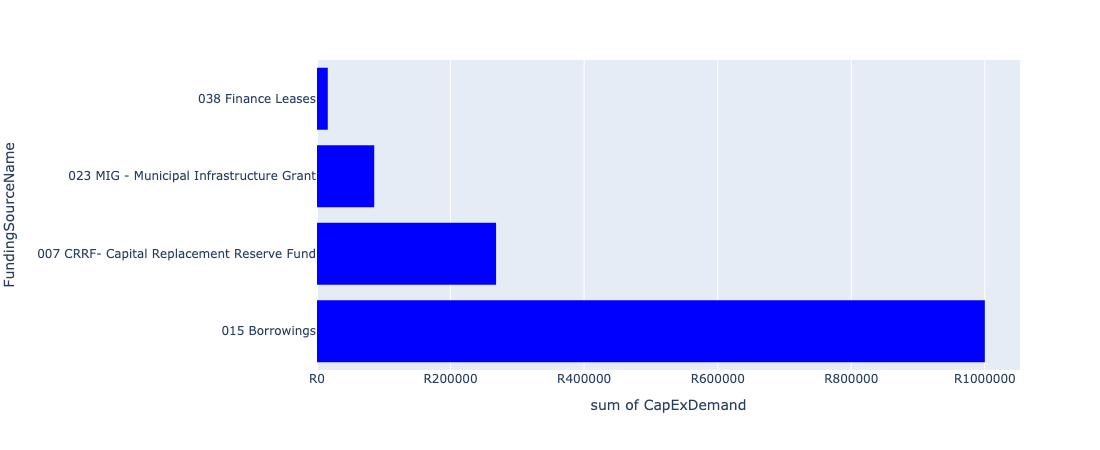 038 Finance Leases
023 MIG - Municipal Infrastructure Grant
007 CRRF- Capital Replacement Reserve Fund
015 Borrowings
FundingSourceName
R0
R200000
R400000
R600000
R800000
R1000000
sum of CapExDemand